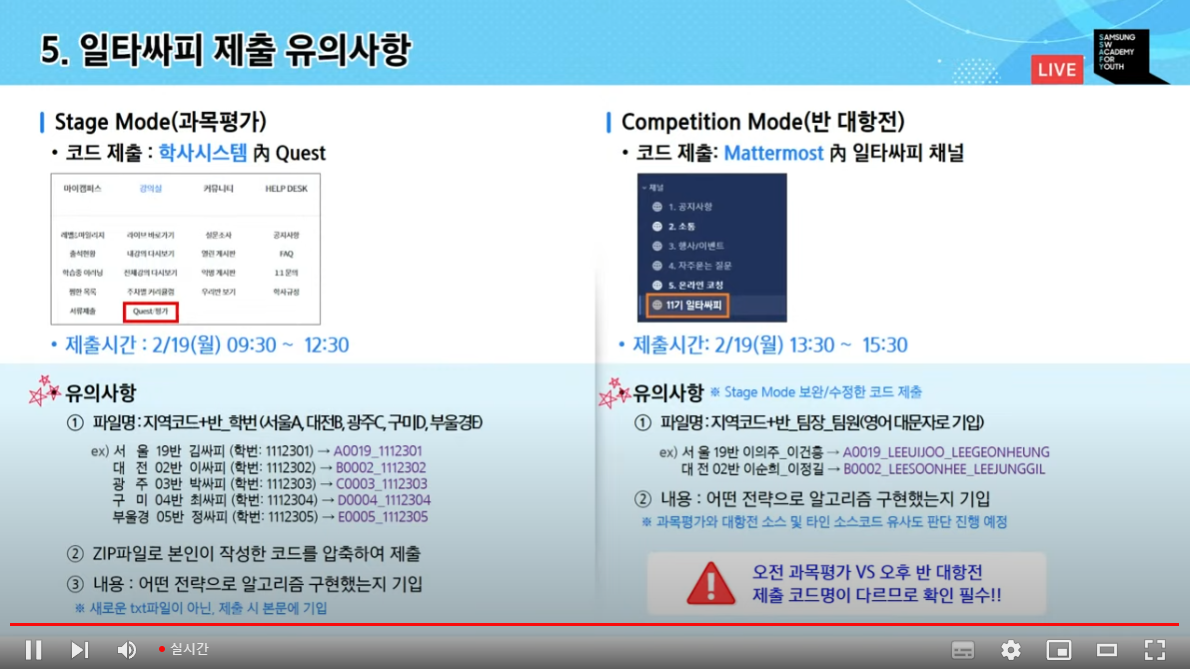 5. 일타싸피 제출 유의사항
LIVE
SAMSUNG
SW
ACADEMY
FOR
YOUTH
Stage Mode(과목평가)
• 코드 제출 : 학사시스템 內 Quest
마이캠퍼스 강의실 커뮤니티 HELP DESK
레벨&마일리지 라이브 바로가기 설문조사 공지사항
출석현황 내강의 다시보기 열린 게시판 FAQ
학습중 이러닝 전체강의 다시보기 익명 게시판 1:1 문의
찜한 목록 주차별 커리큘럼 우리반 보기 학사규정
서류제출 Quest/평가
• 제출시간 : 2/19(월) 09:30 ~ 12:30
유의사항
① 파일명 : 지역코드+반_학번 (서울A, 대전B, 광주C, 구미D, 부울경E)
ex) 서 울 19반 김싸피 (학번: 1112301) → A0019_1112301
대 전 02반 이싸피 (학번: 1112302) → B0002_1112302
광 주 03반 박싸피 (학번: 1112303) → C0003_1112303
구 미 04반 최싸피 (학번: 1112304) → D0004_1112304
부울경 05반 정싸피 (학번: 1112305) → E0005_1112305
② ZIP파일로 본인이 작성한 코드를 압축하여 제출
③ 내용 : 어떤 전략으로 알고리즘 구현했는지 기입
※ 새로운 txt파일이 아닌, 제출 시 본문에 기입
Competition Mode(반 대항전)
• 코드 제출: Mattermost 內 일타싸피 채널
채널
1. 공지사항
2. 소통
3. 행사/이벤트
4. 자주묻는 질문
5. 온라인 코칭
11기 일타싸피
• 제출시간: 2/19(월) 13:30 ~ 15:30
유의사항 ※ Stage Mode 보완/수정한 코드 제출
① 파일명 : 지역코드+반_팀장_팀원(영어 대문자로 기입)
ex) 서 울 19반 이의주_이건홍 → A0019_LEEUIJOO_LEEGEONHEUNG
대 전 02반 이순희_이정길 → B0002_LEESOONHEE_LEEJUNGGIL
② 내용 : 어떤 전략으로 알고리즘 구현했는지 기입
※ 과목평가와 대항전 소스 및 타인 소스코드 유사도 판단 진행 예정
오전 과목평가 VS 오후 반 대항전
제출 코드명이 다르므로 확인 필수!!
실시간